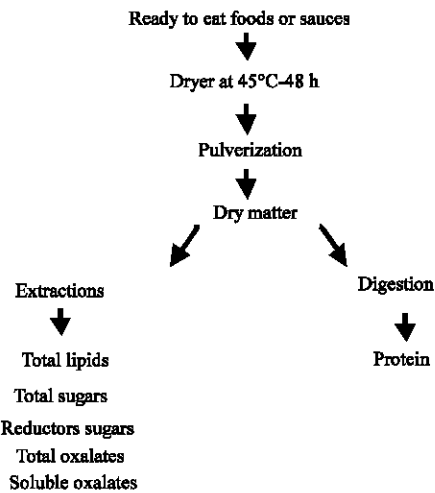 Ready to eat foods or sauces
Dryer at 45°C-48 h
Pulverization
Dry matter
Extractions
Digestion
Total lipids
Protein
Total sugars
Reductors sugars
Total oxalates
Soluble oxalates